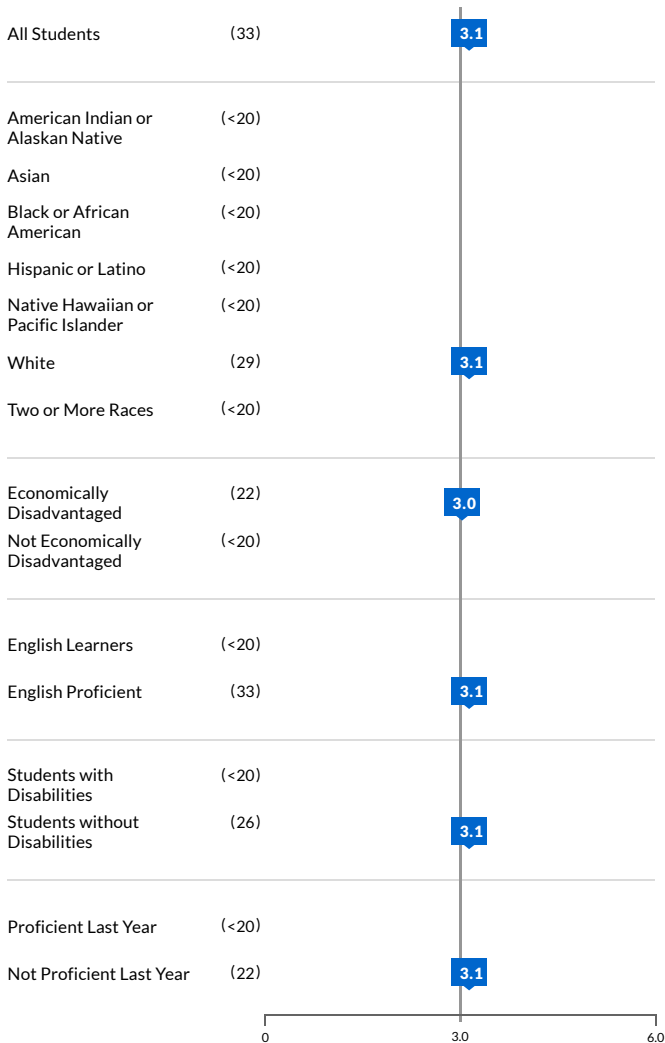 All Students (33) 3.1
American Indian or (<20)
Alaskan Native
Asian (<20)
Black or African (<20)
American
Hispanic or Latino (<20)
Native Hawaiian or (<20)
Pacific Islander
White (29) 3.1
Two or More Races (<20)
Economically (22) 3.0
Disadvantaged
Not Economically (<20)
Disadvantaged
English Learners (<20)
English Proficient (33) 3.1
Students with (<20)
Disabilities
Students without (26) 3.1
Disabilities
Proficient Last Year (<20)
Not Proficient Last Year (22) 3.1
0 3.0 6.0